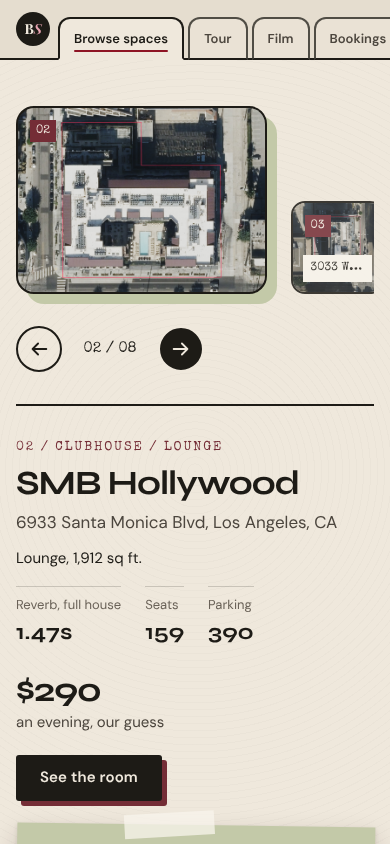 BS
Browse spaces
Tour
Film
Bookings
02
03
3033 W...
02 / 08
02 / CLUBHOUSE / LOUNGE
SMB Hollywood
6933 Santa Monica Blvd, Los Angeles, CA
Lounge, 1,912 sq ft.
Reverb, full house
Seats
Parking
1.47s
159
390
$290
an evening, our guess
See the room